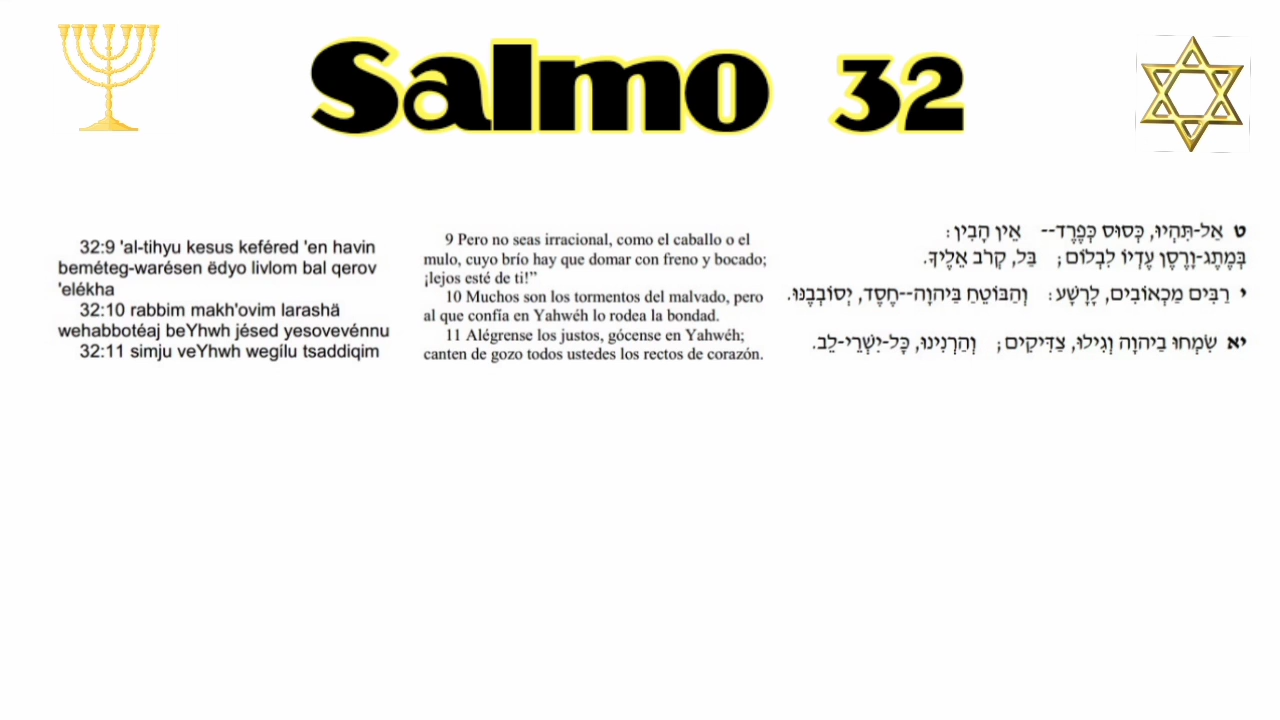 Salmo 32
32:9 'al-tihyu kesus keféred 'en havin
beméteg-warésen ëdyo livlom bal qerov
'elékha
32:10 rabbim makh'ovim larashä
wehabbotéaj beYhwh jésed yesovevénnu
32:11 simju veYhwh wegílu tsaddiqim
9 Pero no seas irracional, como el caballo o el
mulo, cuyo brío hay que domar con freno y bocado;
¡lejos esté de ti!”
10 Muchos son los tormentos del malvado, pero
al que confía en Yahwéh lo rodea la bondad.
11 Alégrense los justos, gócense en Yahwéh;
canten de gozo todos ustedes los rectos de corazón.
ט אַל-תִּהְיוּ, כְּסוּס כְּפֶרֶד-- אֵין הָבִין:
בְּמֶתֶג-וָרֶסֶן עֶדְיוֹ לִבְלוֹם; בַּל, קְרֹב אֵלֶיךָ.
י רַבִּים מַכְאוֹבִים, לָרָשָׁע: וְהַבּוֹטֵחַ בַּיהוָה--חֶסֶד, יְסוֹבְבֶנּוּ.
יא שִׂמְחוּ בַיהוָה וְגִילוּ, צַדִּיקִים; וְהַרְנִינוּ, כָּל-יִשְׁרֵי-לֵב.